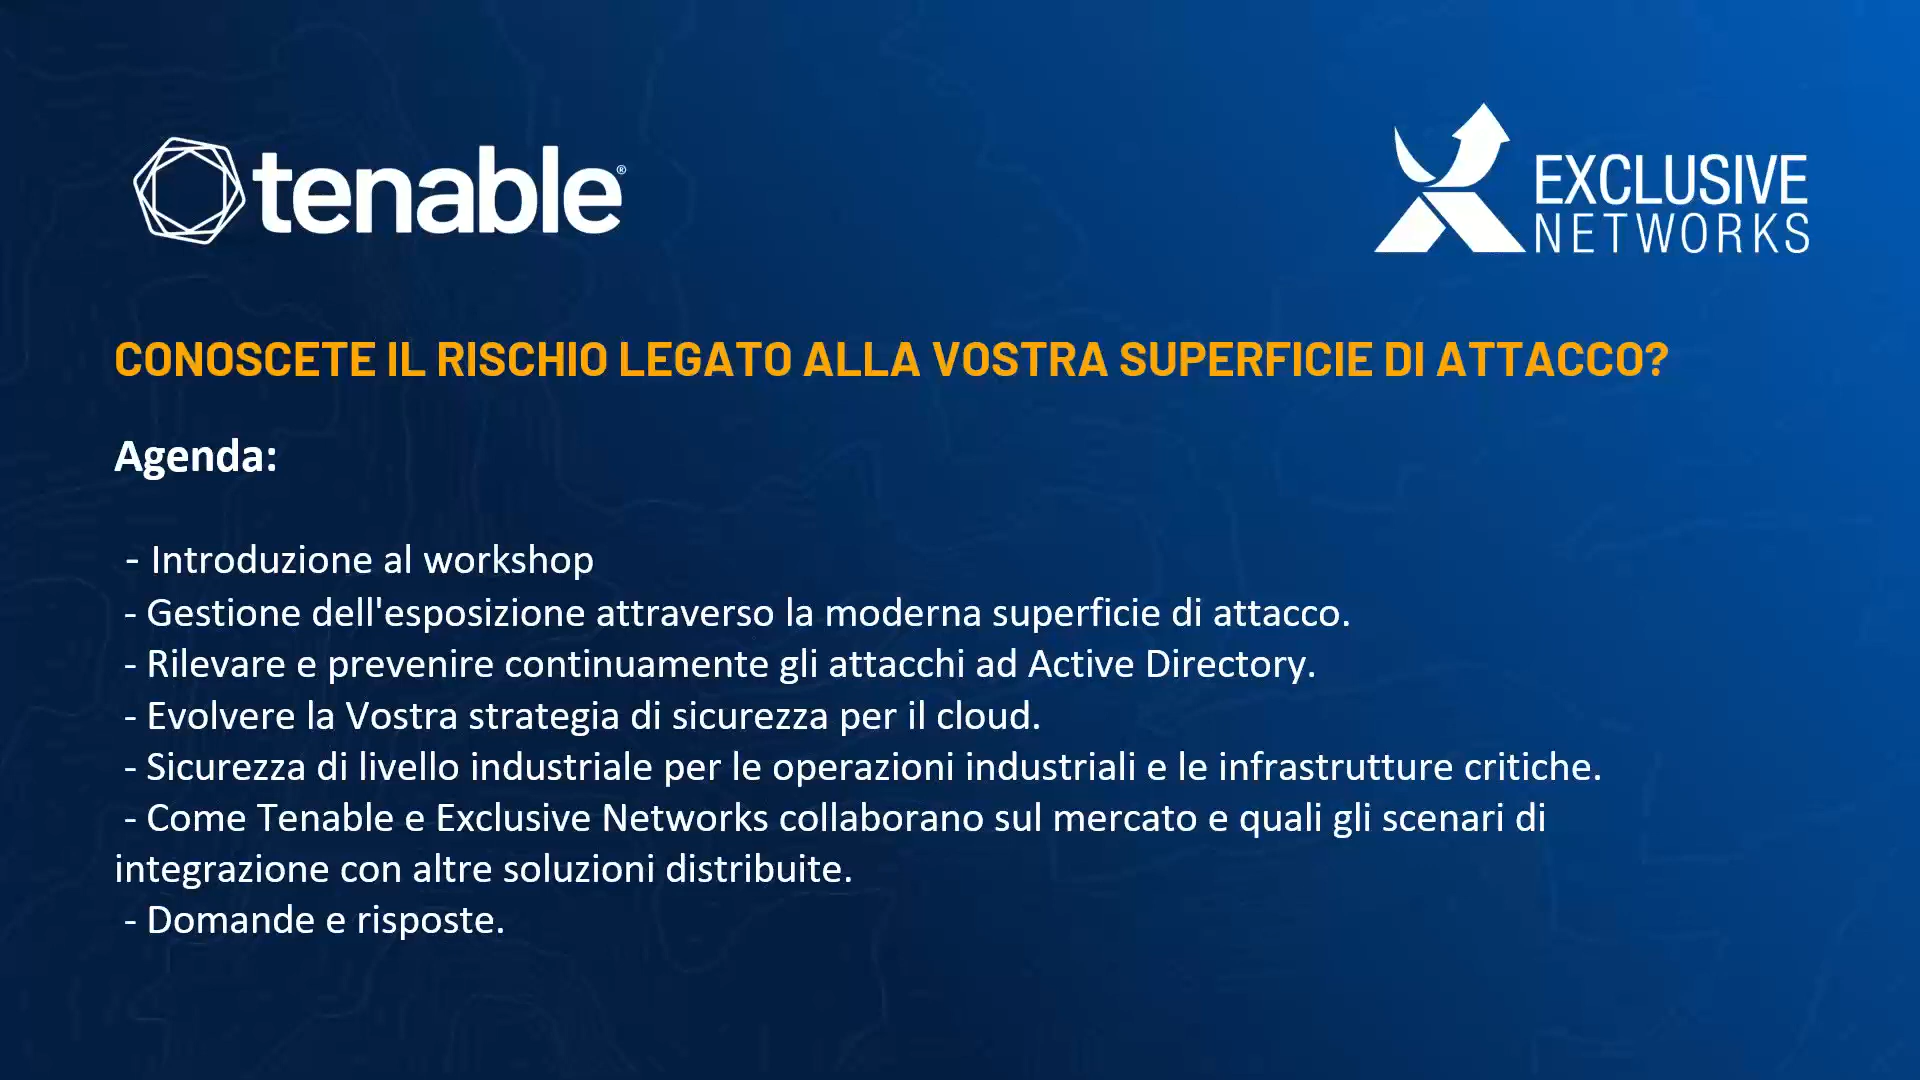 tenable®
EXCLUSIVE
NETWORKS
CONOSCETE IL RISCHIO LEGATO ALLA VOSTRA SUPERFICIE DI ATTACCO?
Agenda:
- Introduzione al workshop
- Gestione dell'esposizione attraverso la moderna superficie di attacco.
- Rilevare e prevenire continuamente gli attacchi ad Active Directory.
- Evolvere la Vostra strategia di sicurezza per il cloud.
- Sicurezza di livello industriale per le operazioni industriali e le infrastrutture critiche.
- Come Tenable e Exclusive Networks collaborano sul mercato e quali gli scenari di
integrazione con altre soluzioni distribuite.
- Domande e risposte.